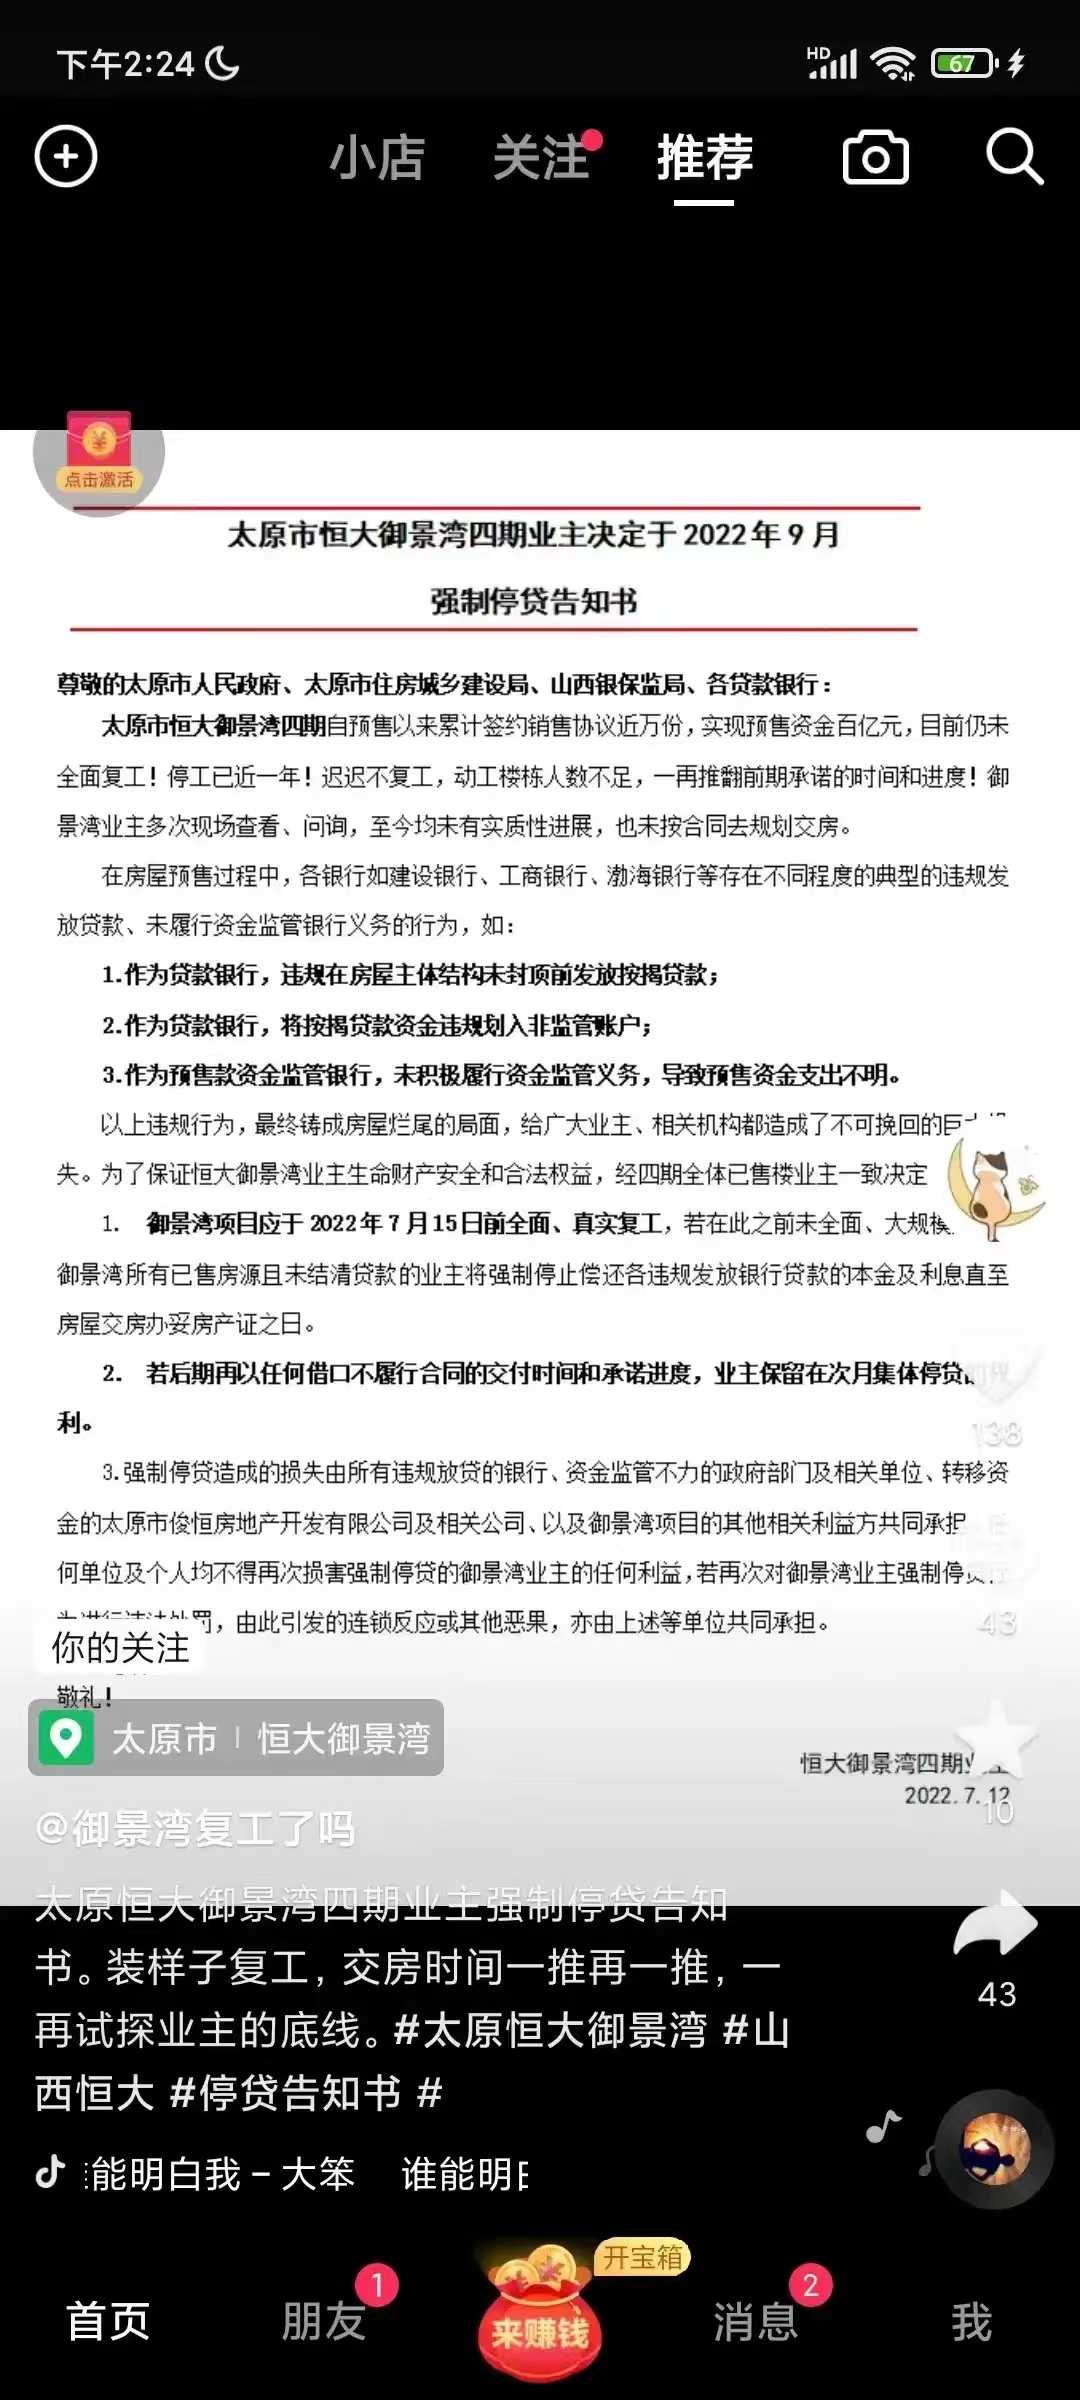 下午2:24
HD
67
小店
关注
推荐
点击激活
太原市恒大御景湾四期业主决定于 2022 年 9 月
强制停贷告知书
尊敬的太原市人民政府、太原市住房城乡建设局、山西银保监局、各贷款银行：
太原市恒大御景湾四期自预售以来累计签约销售协议近万份，实现预售资金百亿元，目前仍未
全面复工！停工已近一年！迟迟不复工，动工楼栋人数不足，一再推翻前期承诺的时间和进度！御
景湾业主多次现场查看、问询，至今均未有实质性进展，也未按合同去规划交房。
在房屋预售过程中，各银行如建设银行、工商银行、渤海银行等存在不同程度的典型的违规发
放贷款、未履行资金监管银行义务的行为，如：
1.作为贷款银行，违规在房屋主体结构未封顶前发放按揭贷款；
2.作为贷款银行，将按揭贷款资金违规划入非监管账户；
3.作为预售款资金监管银行，未积极履行资金监管义务，导致预售资金支出不明。
以上违规行为，最终铸成房屋烂尾的局面，给广大业主、相关机构都造成了不可挽回的巨大
失。为了保证恒大御景湾业主生命财产安全和合法权益，经四期全体已售楼业主一致决定
1. 御景湾项目应于 2022 年 7 月 15 日前全面、真实复工，若在此之前未全面、大规模
御景湾所有已售房源且未结清贷款的业主将强制停止偿还各违规发放银行贷款的本金及利息直至
房屋交房办妥房产证之日。
2. 若后期再以任何借口不履行合同的交付时间和承诺进度，业主保留在次月集体停贷的权
利。
138
3.强制停贷造成的损失由所有违规放贷的银行、资金监管不力的政府部门及相关单位、转移资
金的太原市俊恒房地产开发有限公司及相关公司、以及御景湾项目的其他相关利益方共同承担 任
何单位及个人均不得再次损害强制停贷的御景湾业主的任何利益，若再次对御景湾业主强制停贷行
为进行违法处罚，由此引发的连锁反应或其他恶果，亦由上述等单位共同承担。
43
你的关注
敬礼！
太原市 | 恒大御景湾
恒大御景湾四期业主
2022.7.12
10
@御景湾复工了吗
太原恒大御景湾四期业主强制停贷告知
书。装样子复工，交房时间一推再一推，一
再试探业主的底线。#太原恒大御景湾 #山
西恒大 #停贷告知书 #
43
能明白我 – 大笨 谁能明
首页
朋友
1
开宝箱
来赚钱
消息
2
我